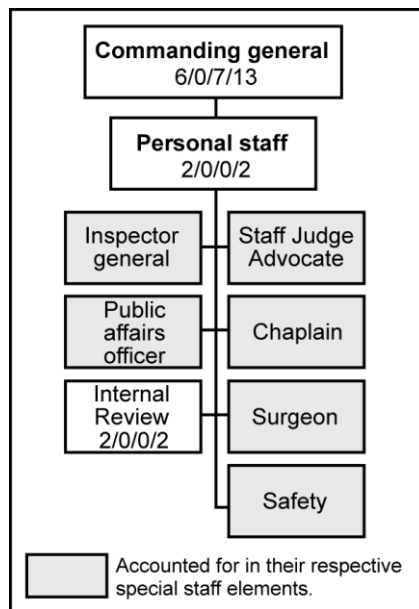 Commanding general
6/0/7/13
Personal staff
2/0/0/2
Inspector
general
Staff Judge
Advocate
Public
affairs
officer
Chaplain
Internal
Review
2/0/0/2
Surgeon
Safety
Accounted for in their respective
special staff elements.